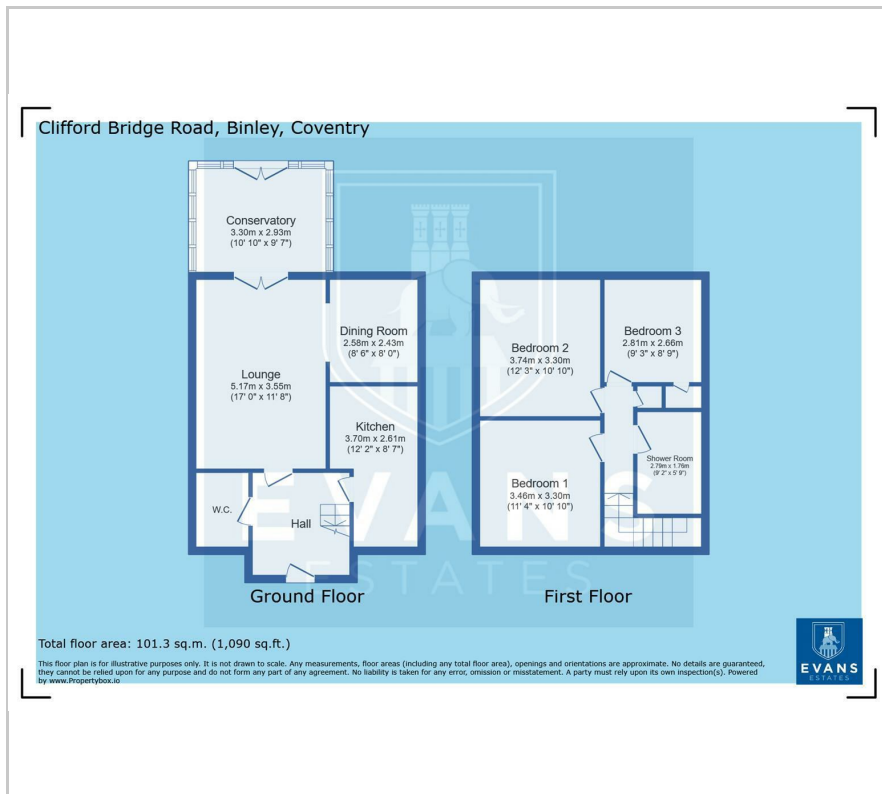 Clifford Bridge Road, Binley, Coventry
Conservatory
3.30m x 2.93m
(10' 10" x 9' 7")
Dining Room
2.58m x 2.43m
(8' 6" x 8' 0")
Lounge
5.17m x 3.55m
(17' 0" x 11' 8")
Kitchen
3.70m x 2.61m
(12' 2" x 8' 7")
W.C.
Hall
Ground Floor
Bedroom 2
3.74m x 3.30m
(12' 3" x 10' 10")
Bedroom 3
2.81m x 2.66m
(9' 3" x 8' 9")
Shower Room
2.79m x 1.76m
(9' 2" x 5' 9")
Bedroom 1
3.46m x 3.30m
(11' 4" x 10' 10")
First Floor
EVANS
ESTATES
Total floor area: 101.3 sq.m. (1,090 sq.ft.)
This floor plan is for illustrative purposes only. It is not drawn to scale. Any measurements, floor areas (including any total floor area), openings and orientations are approximate. No details are guaranteed,
they cannot be relied upon for any purpose and do not form any part of any agreement. No liability is taken for any error, omission or misstatement. A party must rely upon its own inspection(s). Powered
by www.Propertybox.io
EVANS
ESTATES